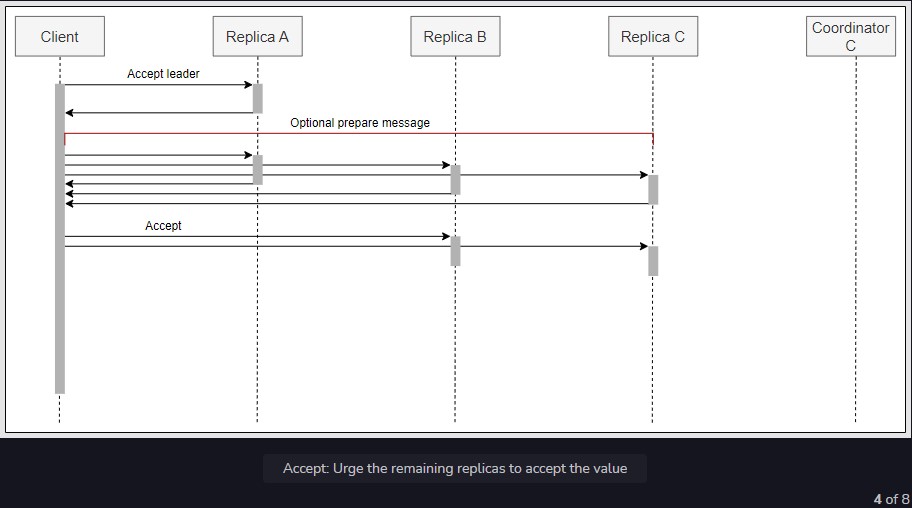 Client
Replica A
Replica B
Replica C
Coordinator
C
Accept leader
Optional prepare message
Accept
Accept: Urge the remaining replicas to accept the value
4 of 8